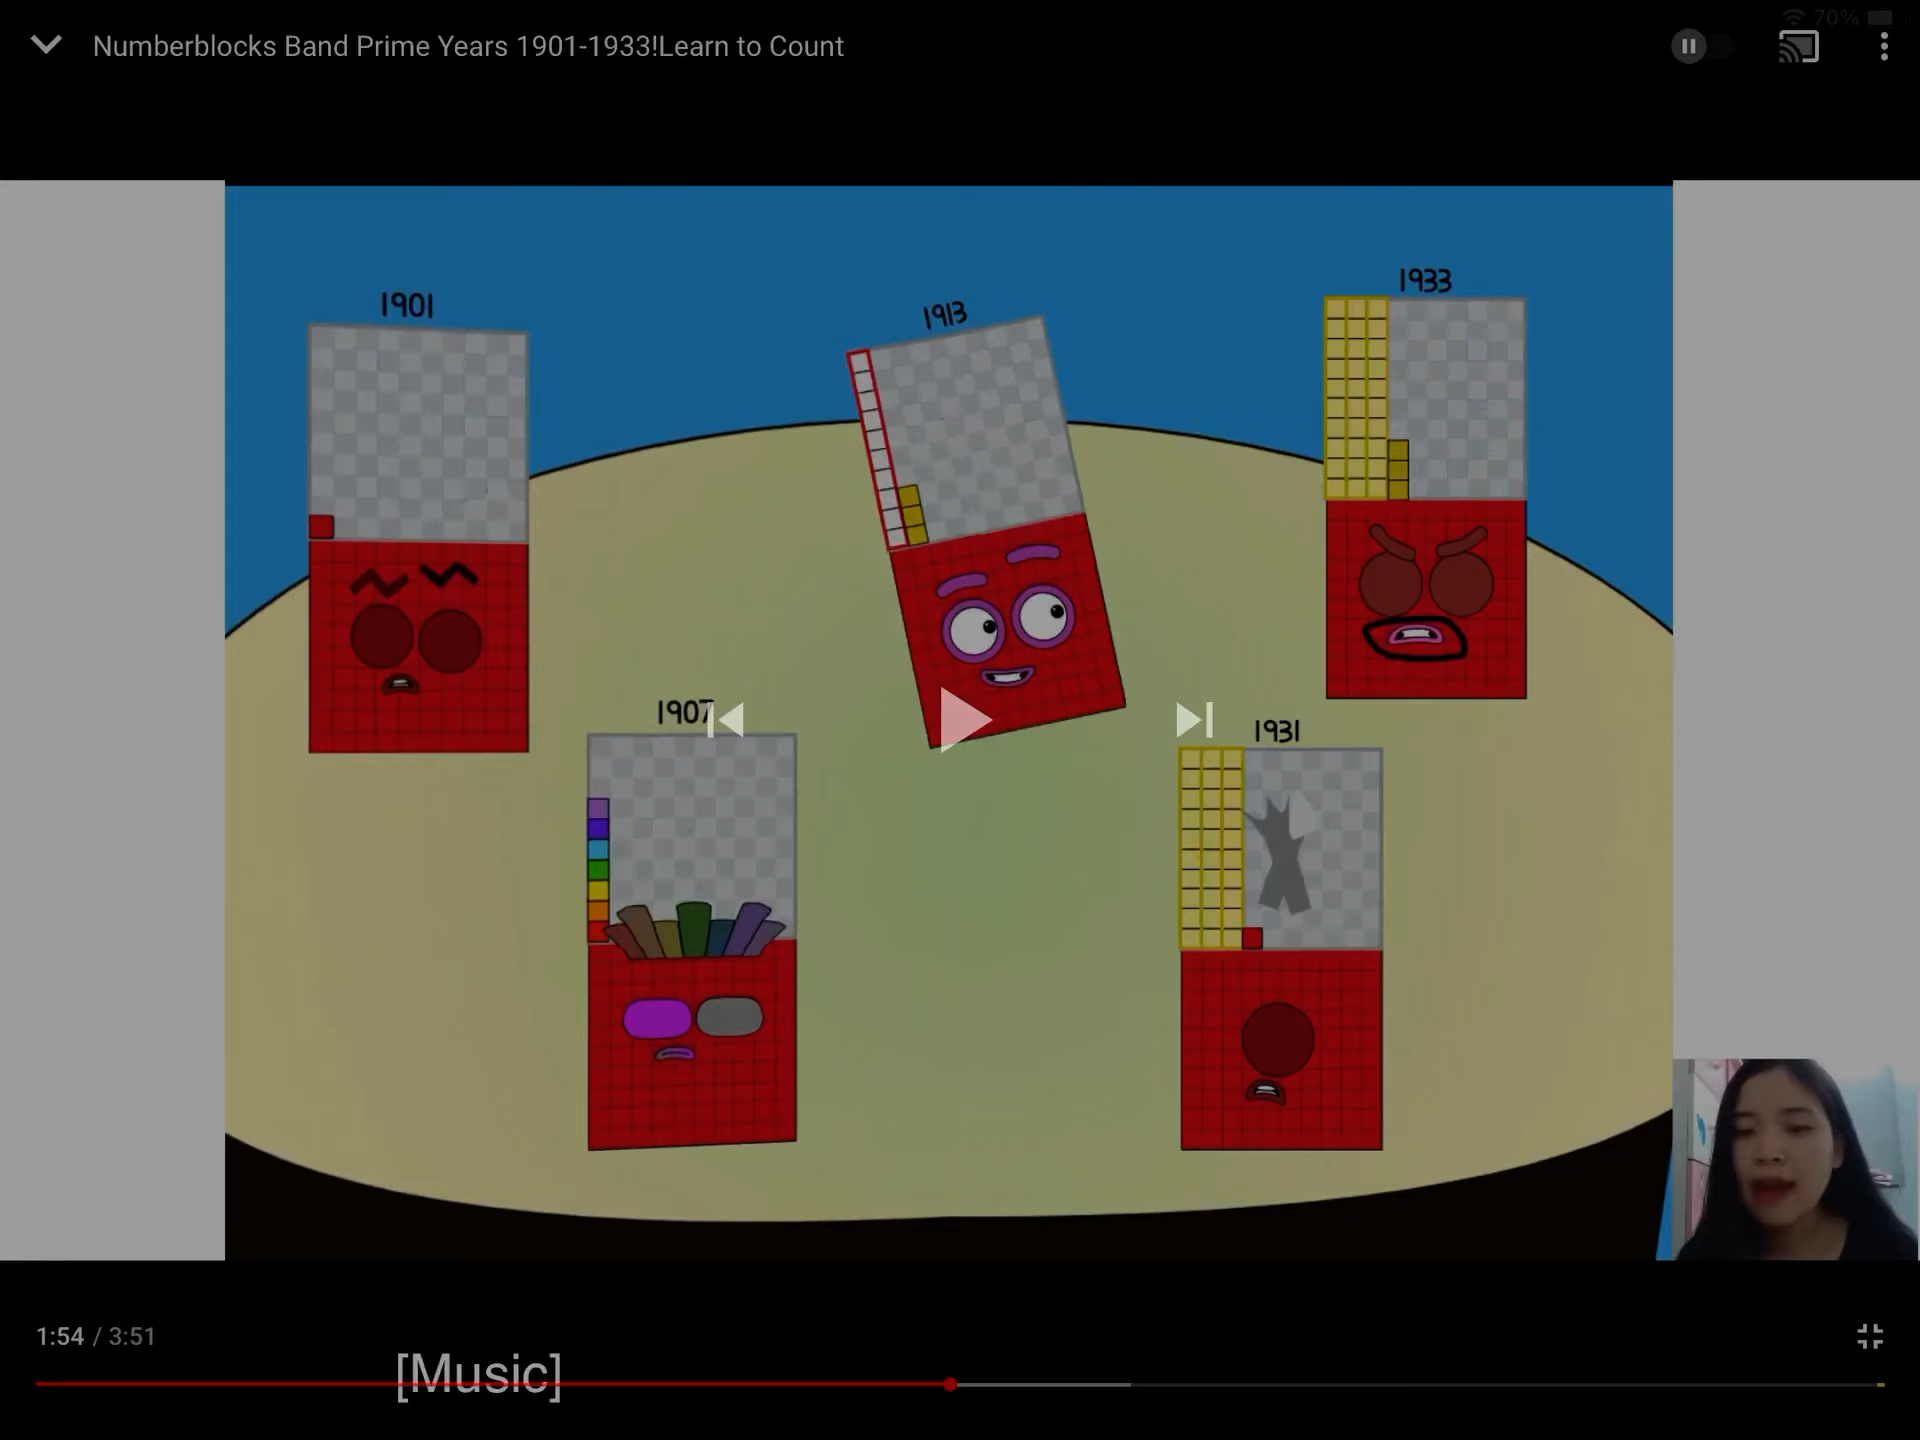 70%
Numberblocks Band Prime Years 1901-1933!Learn to Count
1933
1901
1913
1907
1931
1:54 / 3:51
[Music]